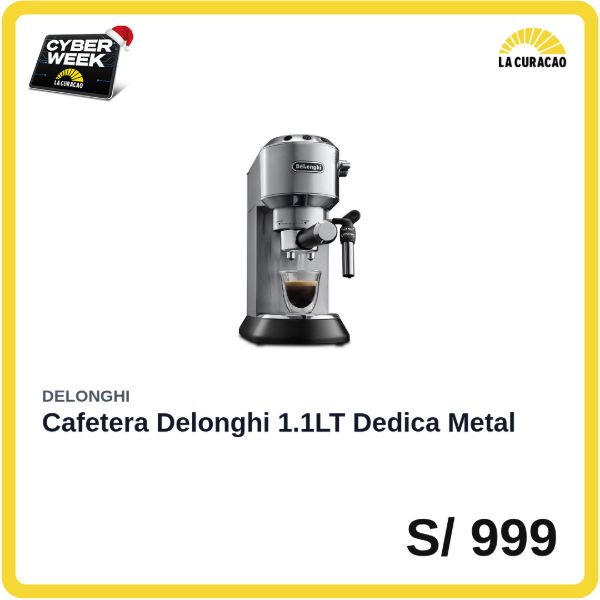 CYBER
WEEK
LA CURACAO
LA CURACAO
DeLonghi
DELONGHI
Cafetera Delonghi 1.1LT Dedica Metal
S/ 999